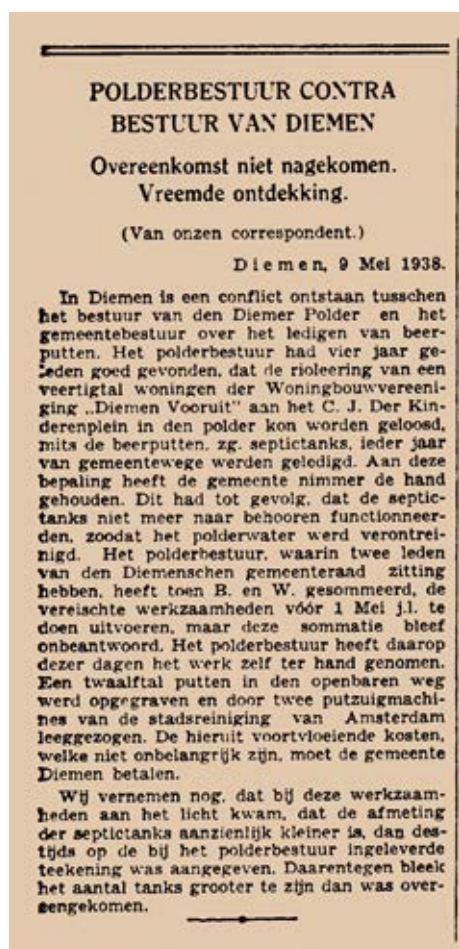 POLDERBESTUUR CONTRA
BESTUUR VAN DIEMEN
Overeenkomst niet nagekomen.
Vreemde ontdekking.
(Van onzen correspondent.)
Diemen, 9 Mei 1938.
In Diemen is een conflict ontstaan tusschen
het bestuur van den Diemer Polder en het
gemeentebestuur over het ledigen van beer-
putten. Het polderbestuur had vier jaar ge-
leden goed gevonden, dat de rioleering van een
veertigtal woningen der Woningbouwvereeni-
ging „Diemen Vooruit" aan het C. J. Der Kin-
derenplein in den polder kon worden geloosd,
mits de beerputten, zg. septictanks, ieder jaar
van gemeentewege werden geledigd. Aan deze
bepaling heeft de gemeente nimmer de hand
gehouden. Dit had tot gevolg, dat de septic-
tanks niet meer naar behooren functionneer-
den, zoodat het polderwater werd verontrei-
nigd. Het polderbestuur, waarin twee leden
van den Diemenschen gemeenteraad zitting
hebben, heeft toen B. en W. gesommeerd, de
vereischte werkzaamheden vóór 1 Mei j.l. te
doen uitvoeren, maar deze sommatie bleef
onbeantwoord. Het polderbestuur heeft daarop
dezer dagen het werk zelf ter hand genomen.
Een twaalftal putten in den openbaren weg
werd opgegraven en door twee putzuigmachi-
nes van de stadsreiniging van Amsterdam
leeggezogen. De hieruit voortvloeiende kosten,
welke niet onbelangrijk zijn, moet de gemeente
Diemen betalen.
Wij vernemen nog, dat bij deze werkzaam-
heden aan het licht kwam, dat de afmeting
der septictanks aanzienlijk kleiner is, dan des-
tijds op de bij het polderbestuur ingeleverde
teekening was aangegeven. Daarentegen bleek
het aantal tanks grooter te zijn dan was over-
eengekomen.